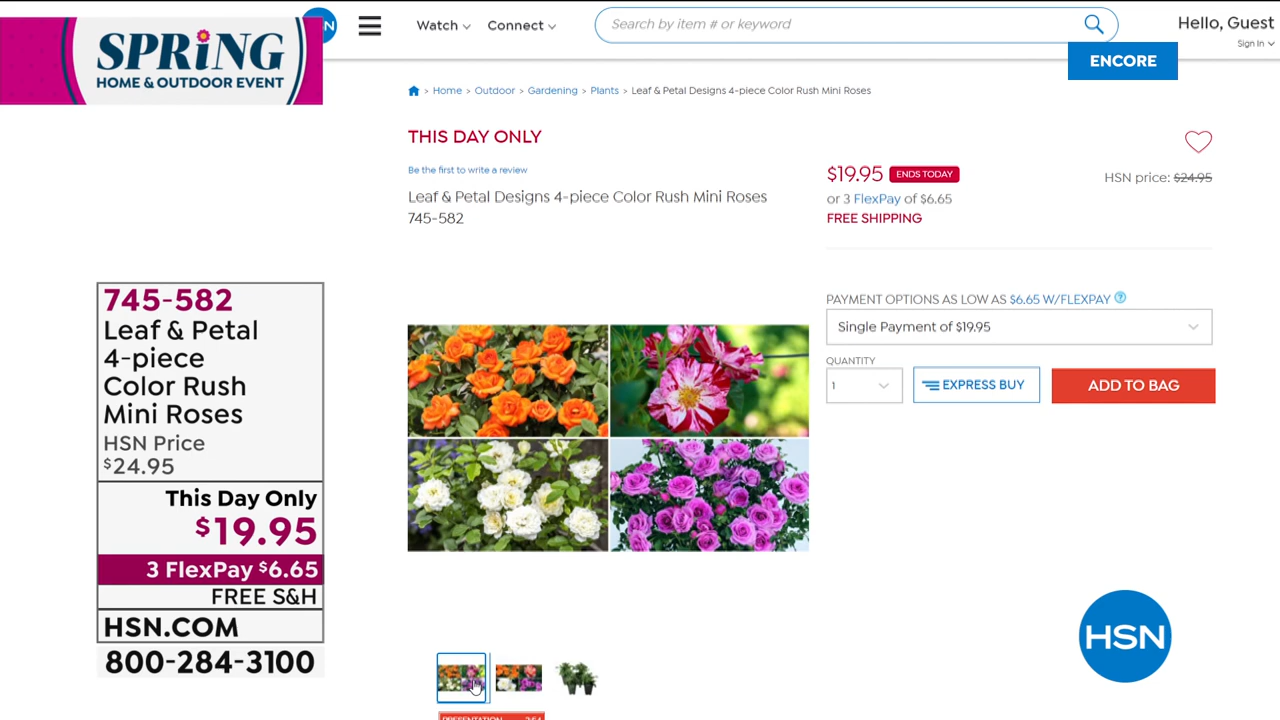 SPRING
HOME & OUTDOOR EVENT
Watch
Connect
Search by item # or keyword
Hello, Guest
Sign In
ENCORE
> Home > Outdoor > Gardening > Plants > Leaf & Petal Designs 4-piece Color Rush Mini Roses
THIS DAY ONLY
Be the first to write a review
Leaf & Petal Designs 4-piece Color Rush Mini Roses
745-582
$19.95 ENDS TODAY
HSN price: $24.95
or 3 FlexPay of $6.65
FREE SHIPPING
PAYMENT OPTIONS AS LOW AS $6.65 W/FLEXPAY ?
Single Payment of $19.95
QUANTITY
1
EXPRESS BUY
ADD TO BAG
745-582
Leaf & Petal
4-piece
Color Rush
Mini Roses
HSN Price
$24.95
This Day Only
$19.95
3 FlexPay $6.65
FREE S&H
HSN.COM
800-284-3100
HSN